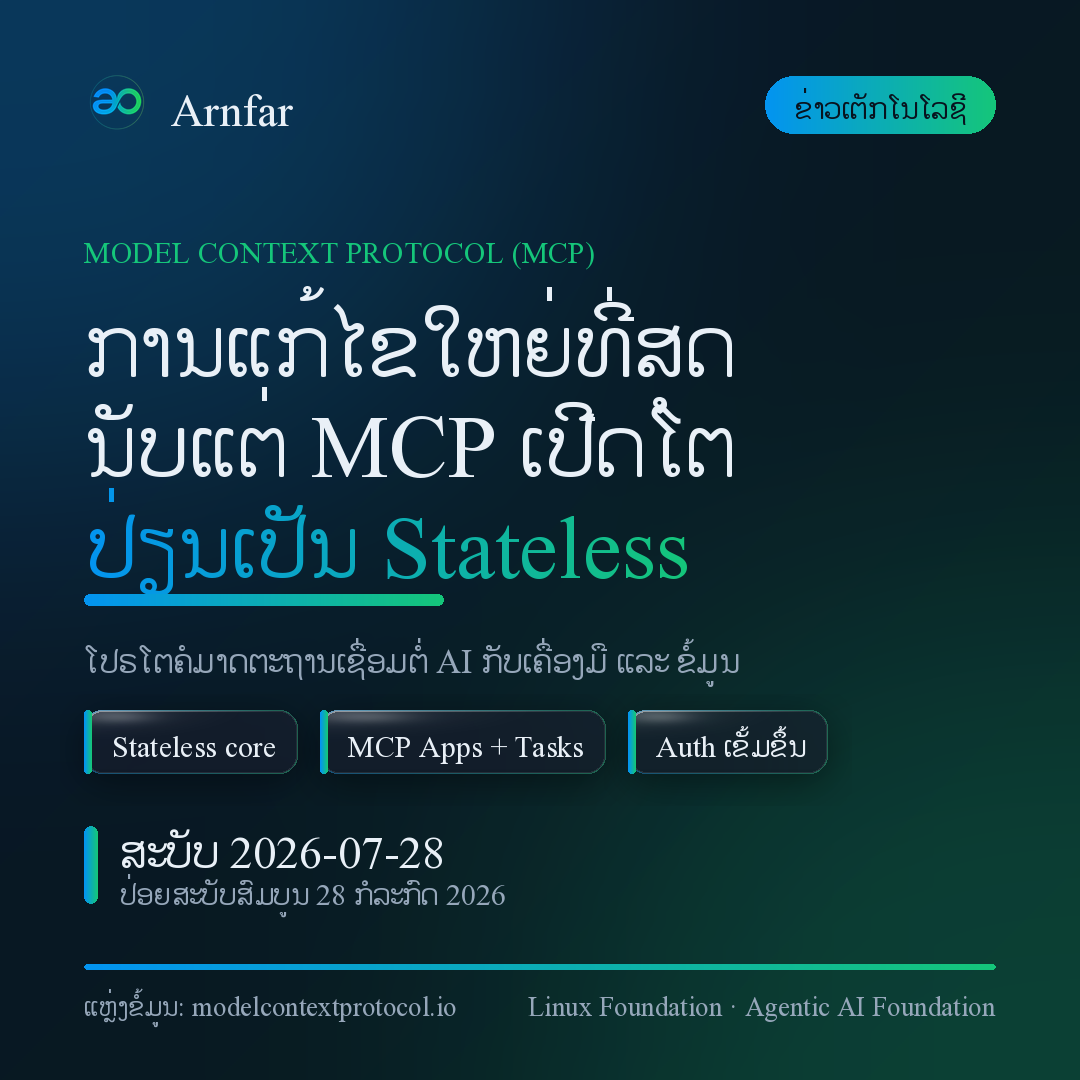 Arnfar
ຂ່າວເຕັກໂນໂລຊີ
MODEL CONTEXT PROTOCOL (MCP)
ການແກ້ໄຂໃຫຍ່ທີ່ສຸດ
ນັບແຕ່ MCP ເປີດໂຕ
ປ່ຽນເປັນ Stateless
ໂປຣໂຕຄໍມາດຕະຖານເຊື່ອມຕໍ່ AI ກັບເຄື່ອງມື ແລະ ຂໍ້ມູນ
Stateless core
MCP Apps + Tasks
Auth ເຂັ້ມຂຶ້ນ
ສະບັບ 2026-07-28
ປ່ອຍສະບັບສົມບູນ 28 ກໍລະກົດ 2026
ແຫຼ່ງຂໍ້ມູນ: modelcontextprotocol.io
Linux Foundation · Agentic AI Foundation